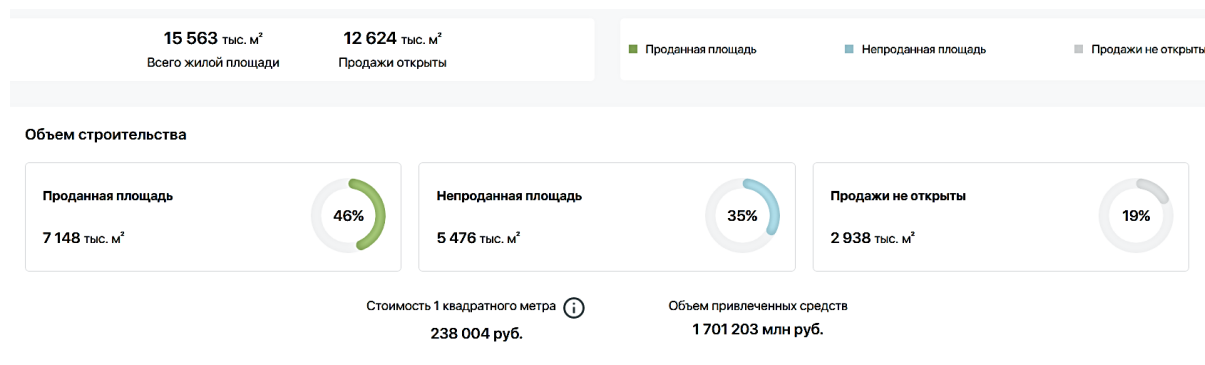 15 563 тыс. м²
Всего жилой площади
12 624 тыс. м²
Продажи открыты
Проданная площадь
Непроданная площадь
Продажи не открыты
Объем строительства
Проданная площадь
7 148 тыс. м²
46%
Непроданная площадь
5 476 тыс. м²
35%
Продажи не открыты
2 938 тыс. м²
19%
Стоимость 1 квадратного метра
238 004 руб.
Объем привлеченных средств
1 701 203 млн руб.